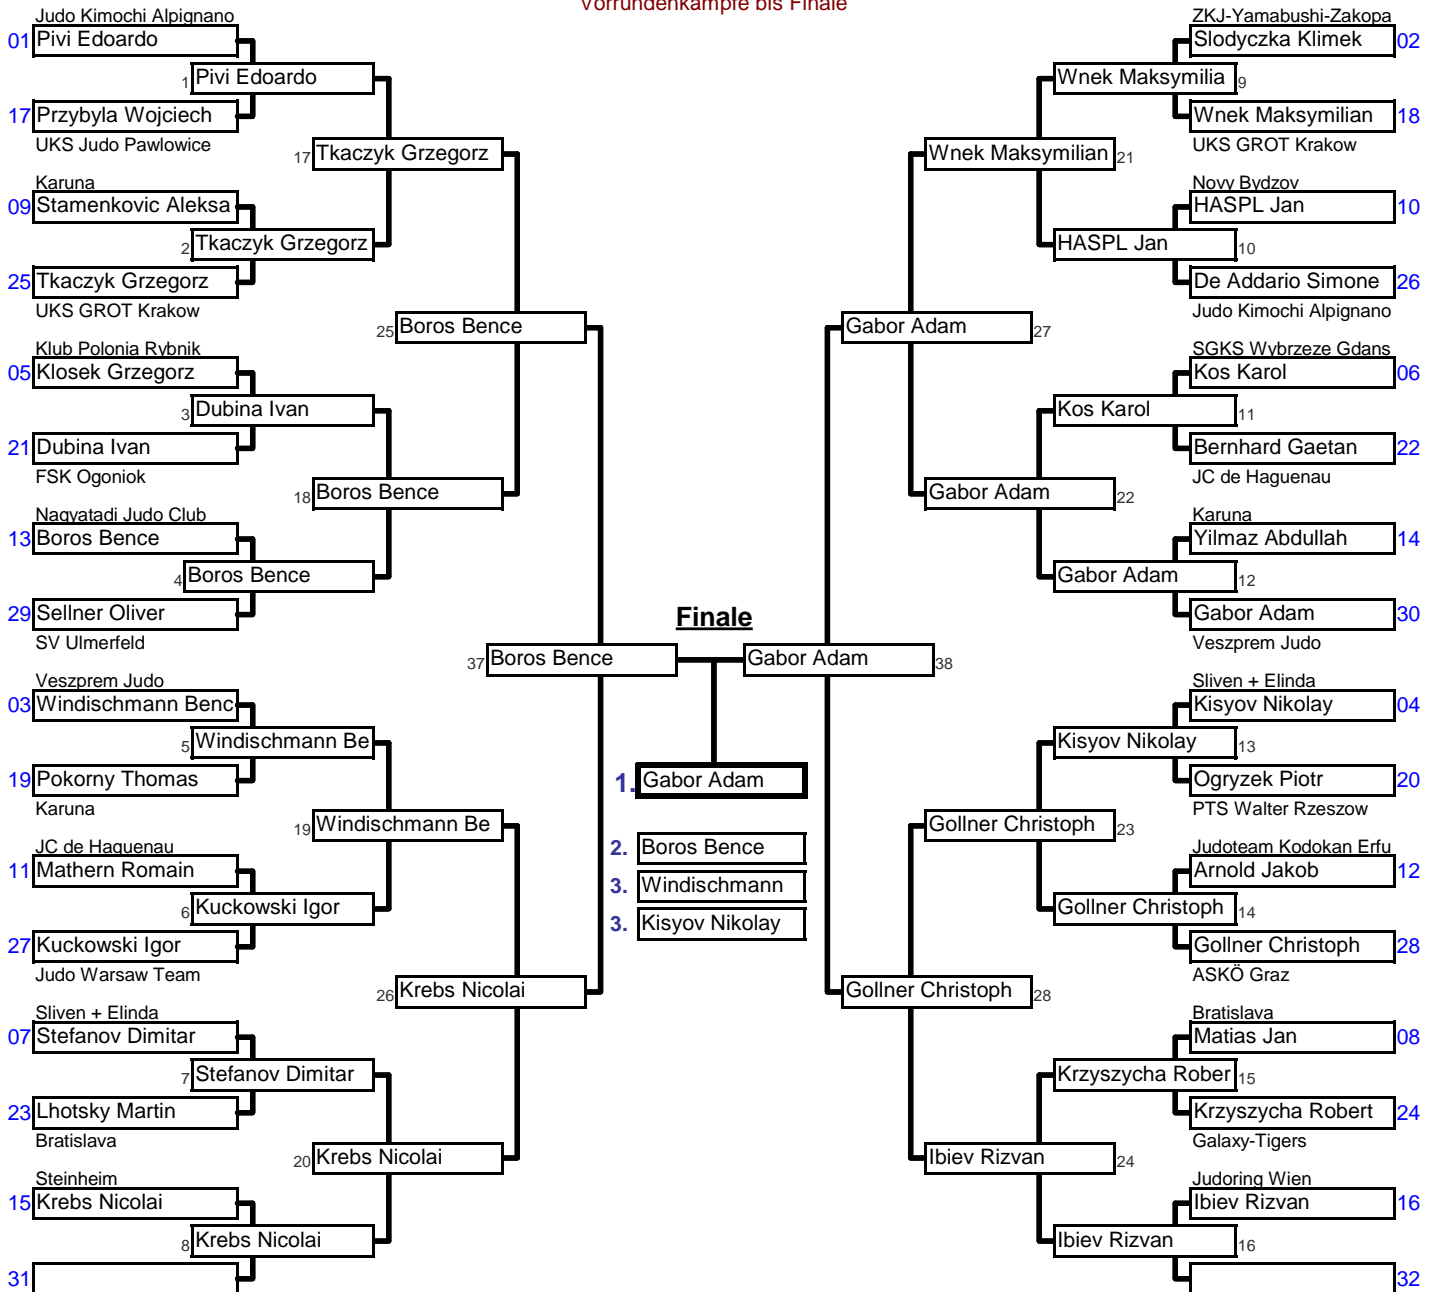 Vorrundenkämpfe bis Finale
Judo Kimochi Alpignano
01 Pivi Edoardo
1 Pivi Edoardo
17 Przybyla Wojciech
UKS Judo Pawlowice
17 Tkaczyk Grzegorz
Karuna
09 Stamenkovic Aleksa
2 Tkaczyk Grzegorz
25 Tkaczyk Grzegorz
UKS GROT Krakow
25 Boros Bence
Klub Polonia Rybnik
05 Klosek Grzegorz
3 Dubina Ivan
21 Dubina Ivan
FSK Ogoniok
18 Boros Bence
Nagyatadi Judo Club
13 Boros Bence
4 Boros Bence
29 Sellner Oliver
SV Ulmerfeld
37 Boros Bence
Veszprem Judo
03 Windischmann Benc
5 Windischmann Be
19 Pokorny Thomas
Karuna
19 Windischmann Be
JC de Haguenau
11 Mathern Romain
6 Kuckowski Igor
27 Kuckowski Igor
Judo Warsaw Team
26 Krebs Nicolai
Sliven + Elinda
07 Stefanov Dimitar
7 Stefanov Dimitar
23 Lhotsky Martin
Bratislava
20 Krebs Nicolai
Steinheim
15 Krebs Nicolai
8 Krebs Nicolai
31
Finale
Gabor Adam 38
1. Gabor Adam
2. Boros Bence
3. Windischmann
3. Kisyov Nikolay
ZKJ-Yamabushi-Zakopa
Slodyczka Klimek 02
Wnek Maksymilia 9
Wnek Maksymilian 18
UKS GROT Krakow
Wnek Maksymilian 21
Novy Bydzov
HASPL Jan 10
HASPL Jan 10
De Addario Simone 26
Judo Kimochi Alpignano
Gabor Adam 27
SGKS Wybrzeze Gdans
Kos Karol 06
Kos Karol 11
Bernhard Gaetan 22
JC de Haguenau
Gabor Adam 22
Karuna
Yilmaz Abdullah 14
Gabor Adam 12
Gabor Adam 30
Veszprem Judo
Sliven + Elinda
Kisyov Nikolay 04
Kisyov Nikolay 13
Ogryzek Piotr 20
PTS Walter Rzeszow
Gollner Christoph 23
Judoteam Kodokan Erfu
Arnold Jakob 12
Gollner Christoph 14
Gollner Christoph 28
ASKÖ Graz
Gollner Christoph 28
Bratislava
Matias Jan 08
Krzyszycha Rober 15
Krzyszycha Robert 24
Galaxy-Tigers
Ibiev Rizvan 24
Judoring Wien
Ibiev Rizvan 16
Ibiev Rizvan 16
32